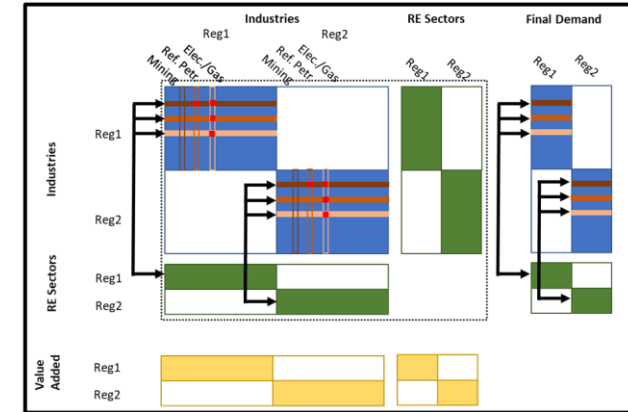 Industries
RE Sectors
Final Demand
Reg1
Reg2
Mining
Ref. Petr.
Elec./Gas
Mining
Ref. Petr.
Elec./Gas
Reg1
Reg2
Reg1
Reg2
Industries
Reg1
Reg2
RE Sectors
Reg1
Reg2
Value
Added
Reg1
Reg2